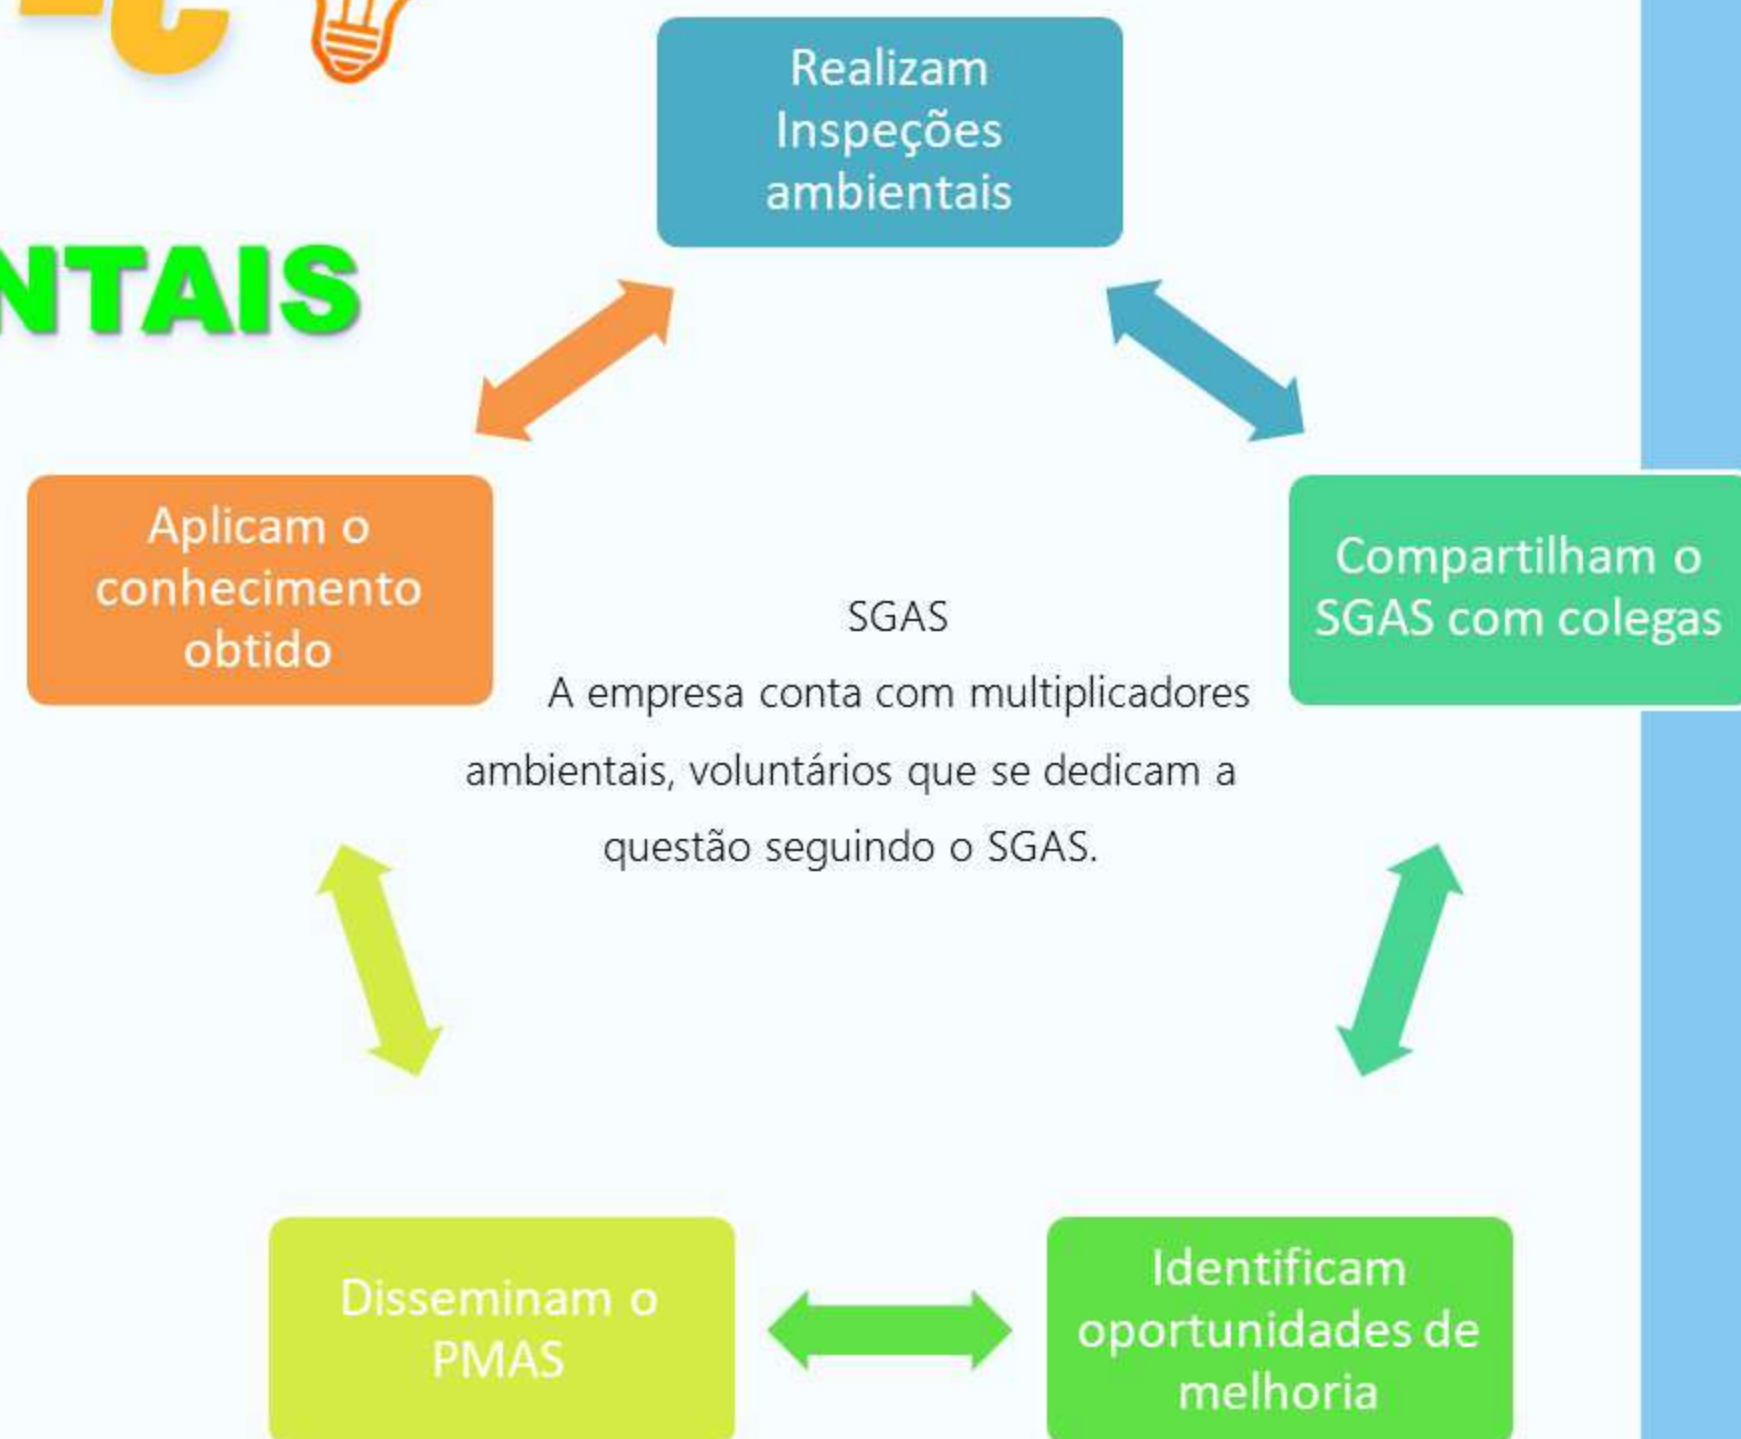 Realizam
Inspeções
ambientais
NTAIS
Aplicam o
conhecimento
obtido
Compartilham o
SGAS com colegas
SGAS
A empresa conta com multiplicadores
ambientais, voluntários que se dedicam a
questão seguindo o SGAS.
Disseminam o
PMAS
Identificam
oportunidades de
melhoria